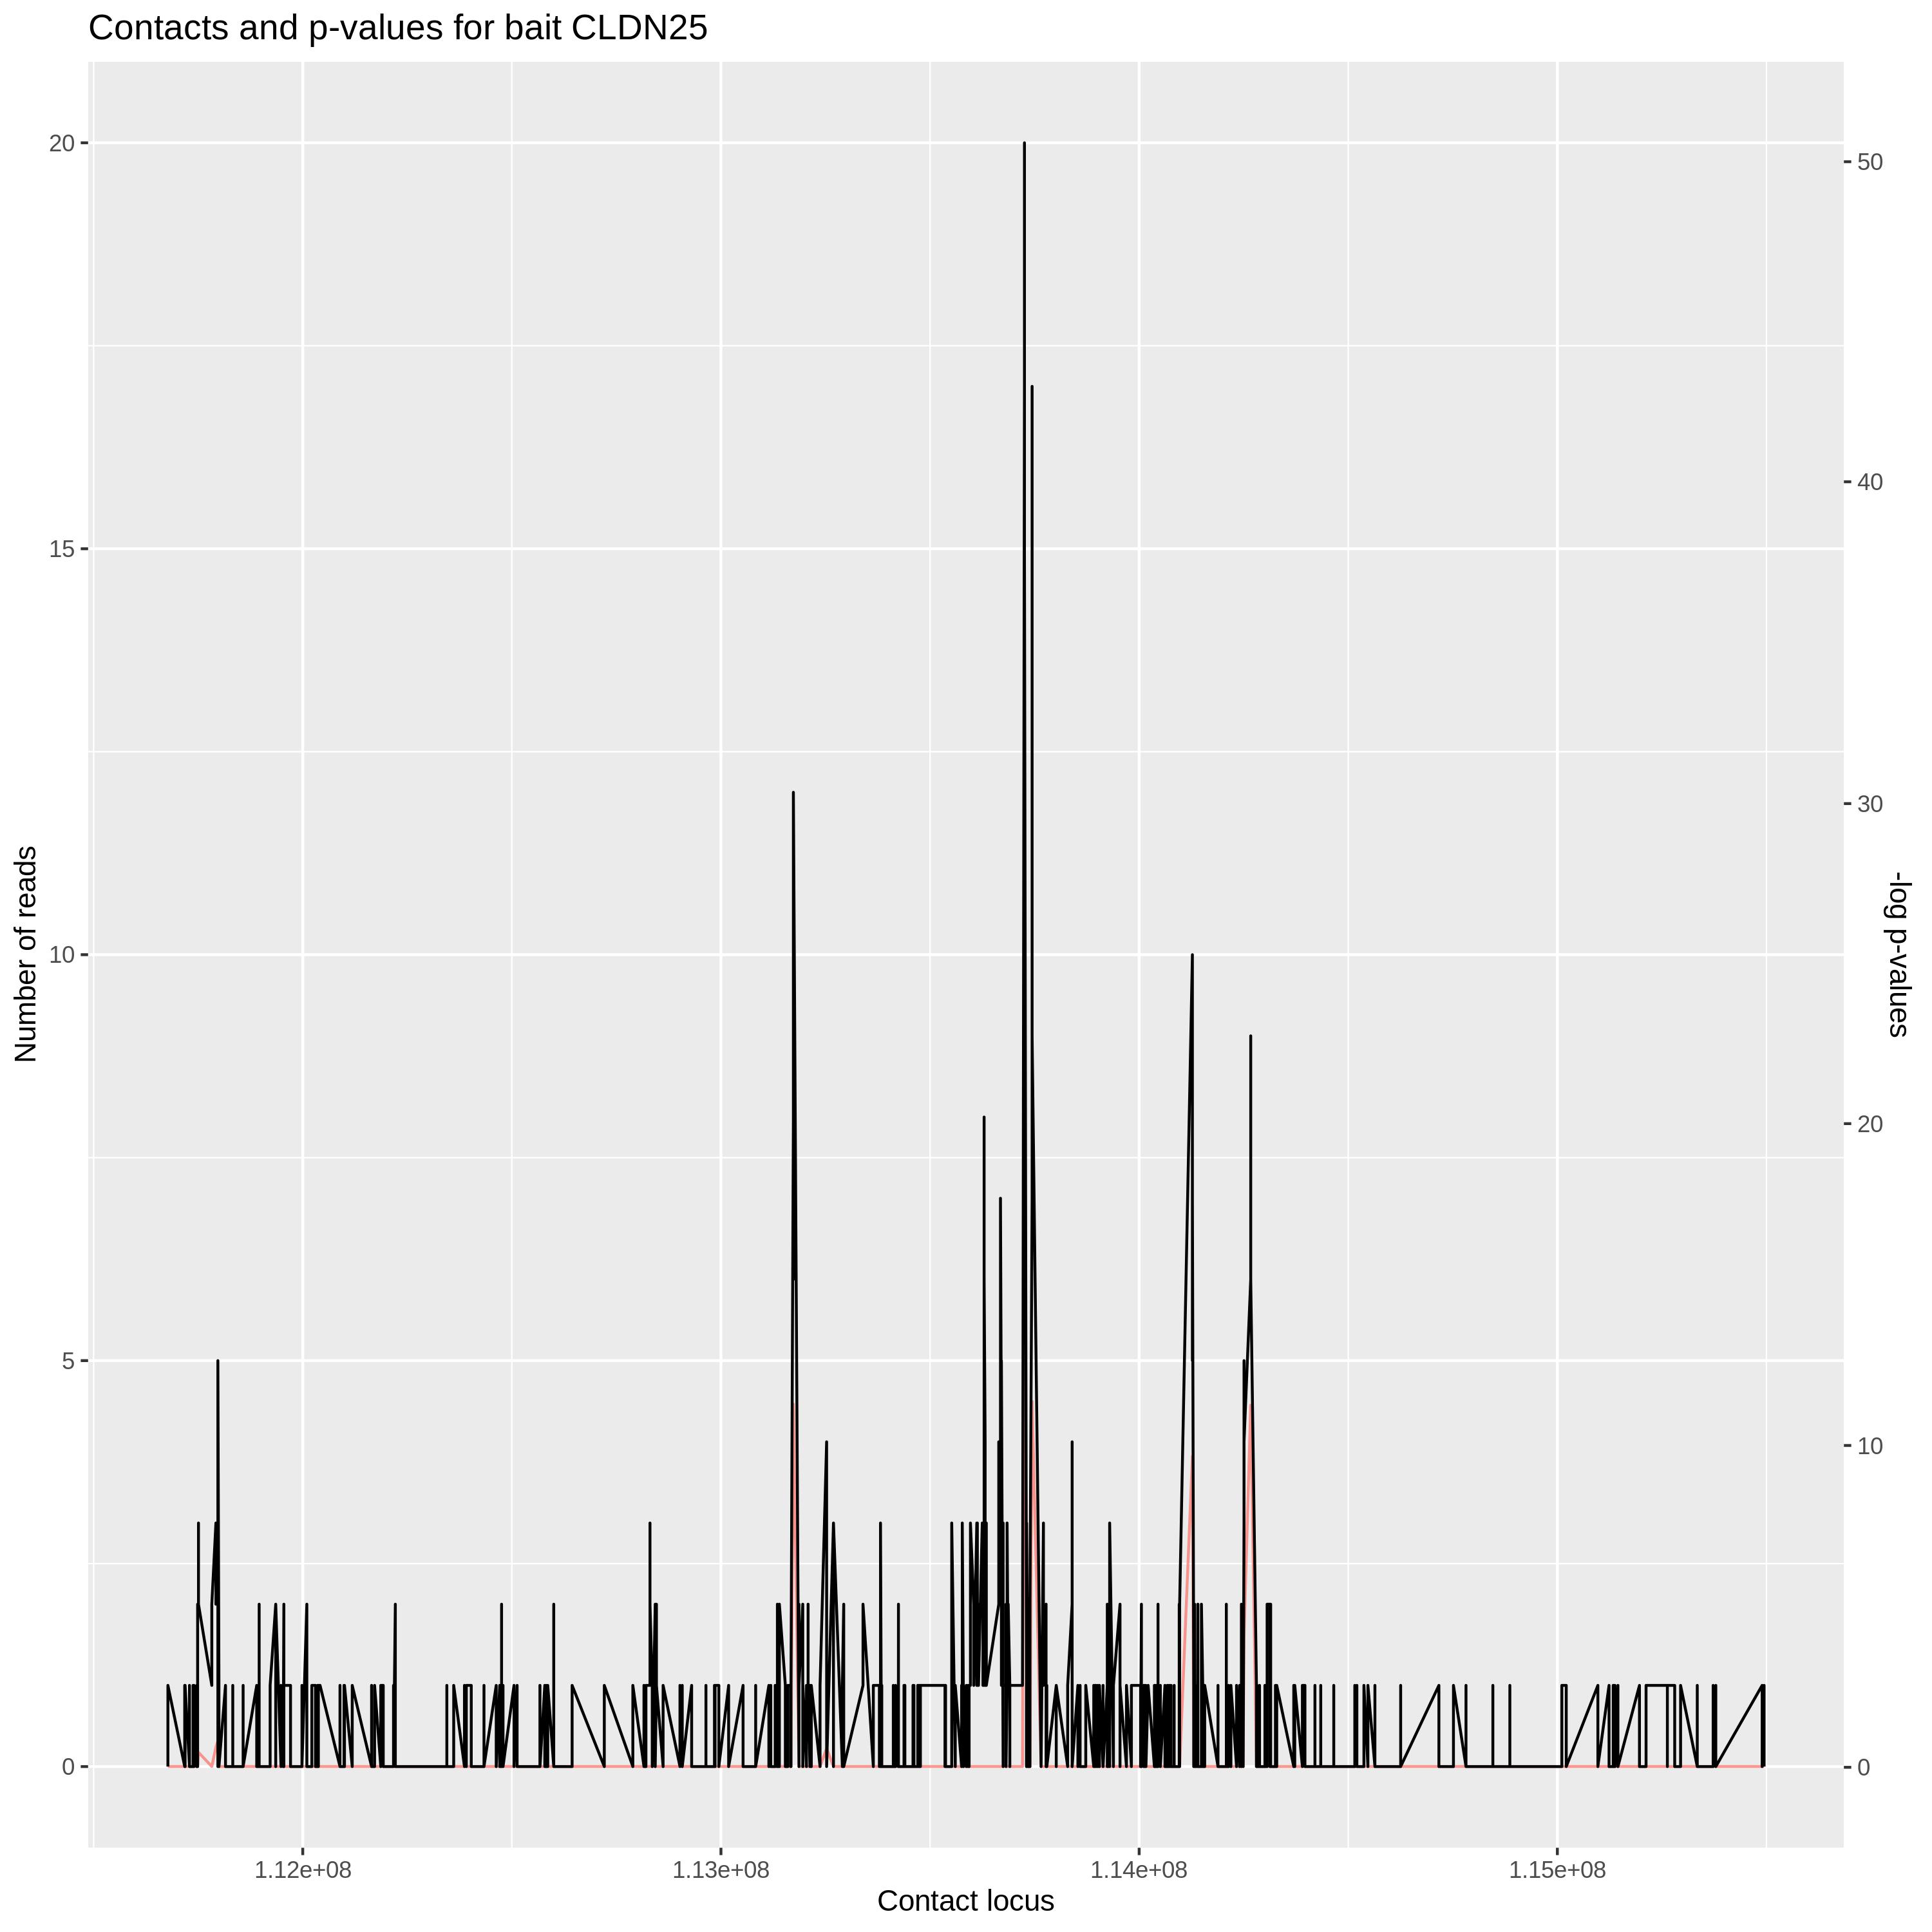 Contacts and p-values for bait CLDN25
20
15
10
5
0
Number of reads
50
40
30
20
10
0
-log p-values
1.12e+08
1.13e+08
1.14e+08
1.15e+08
Contact locus